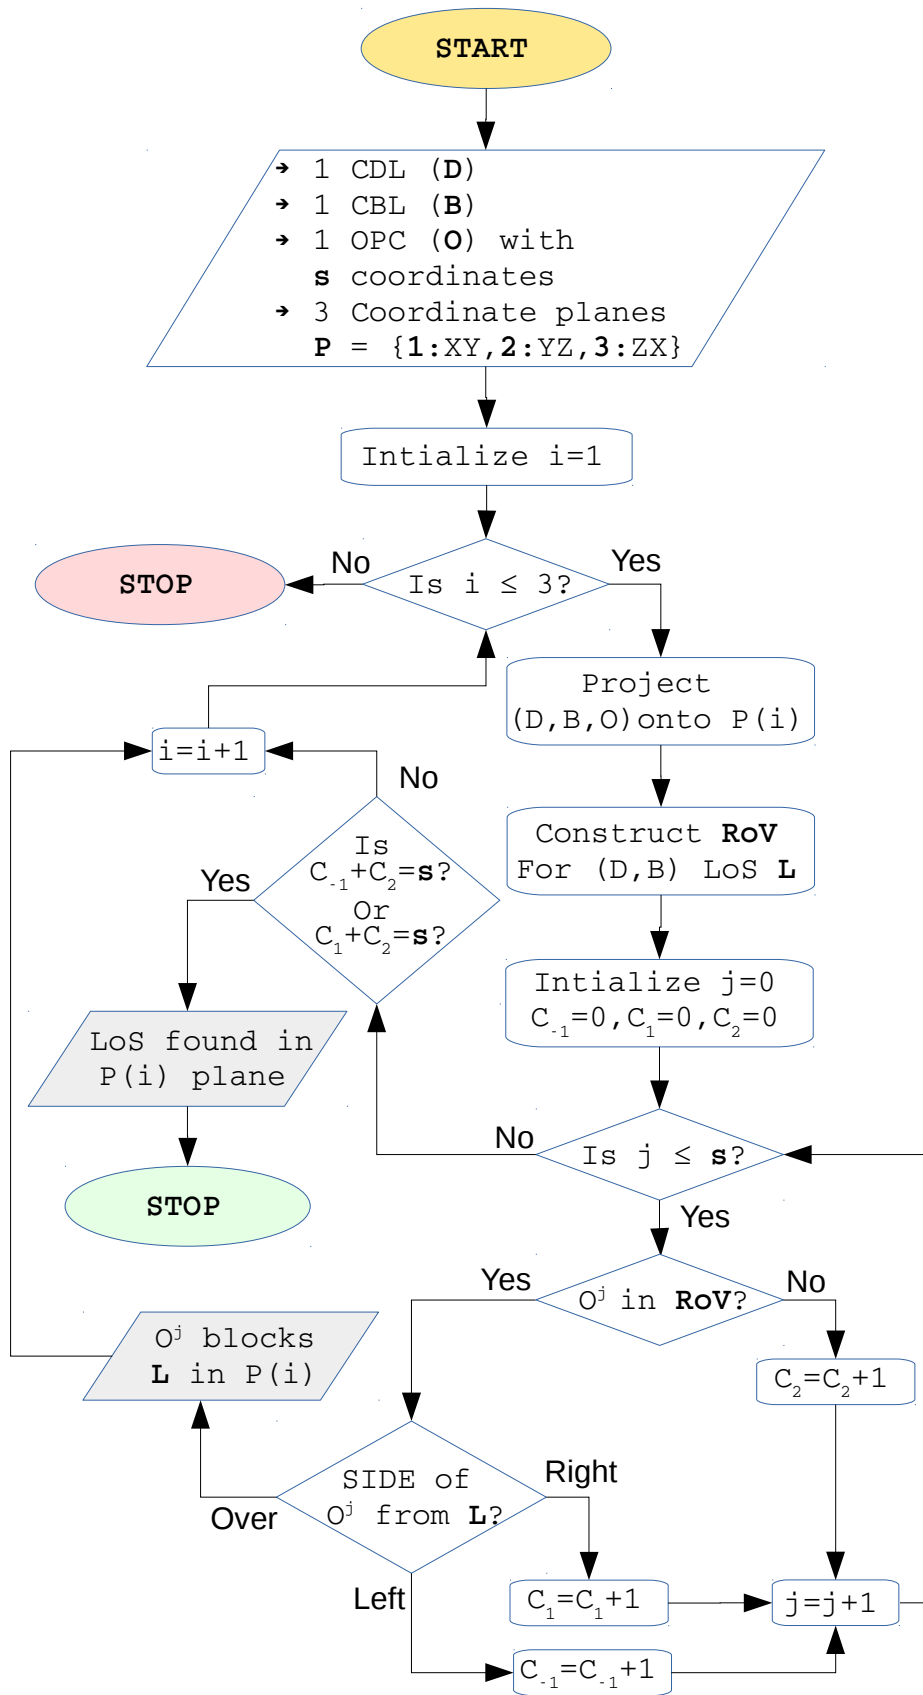 START
➔ 1 CDL (D)
➔ 1 CBL (B)
➔ 1 OPC (O) with
s coordinates
➔ 3 Coordinate planes
P = {1:XY,2:YZ,3:ZX}
Intialize i=1
Is i ≤ 3?
No
Yes
STOP
Project
(D,B,O)onto P(i)
i=i+1
No
Construct RoV
For (D,B) LoS L
Is
C₋₁+C₂=s?
Or
C₁+C₂=s?
Yes
Intialize j=0
C₋₁=0,C₁=0,C₂=0
LoS found in
P(i) plane
No
Is j ≤ s?
Yes
STOP
Yes
Oʲ in RoV?
No
Oʲ blocks
L in P(i)
C₂=C₂+1
SIDE of
Oʲ from L?
Right
Over
Left
C₁=C₁+1
j=j+1
C₋₁=C₋₁+1